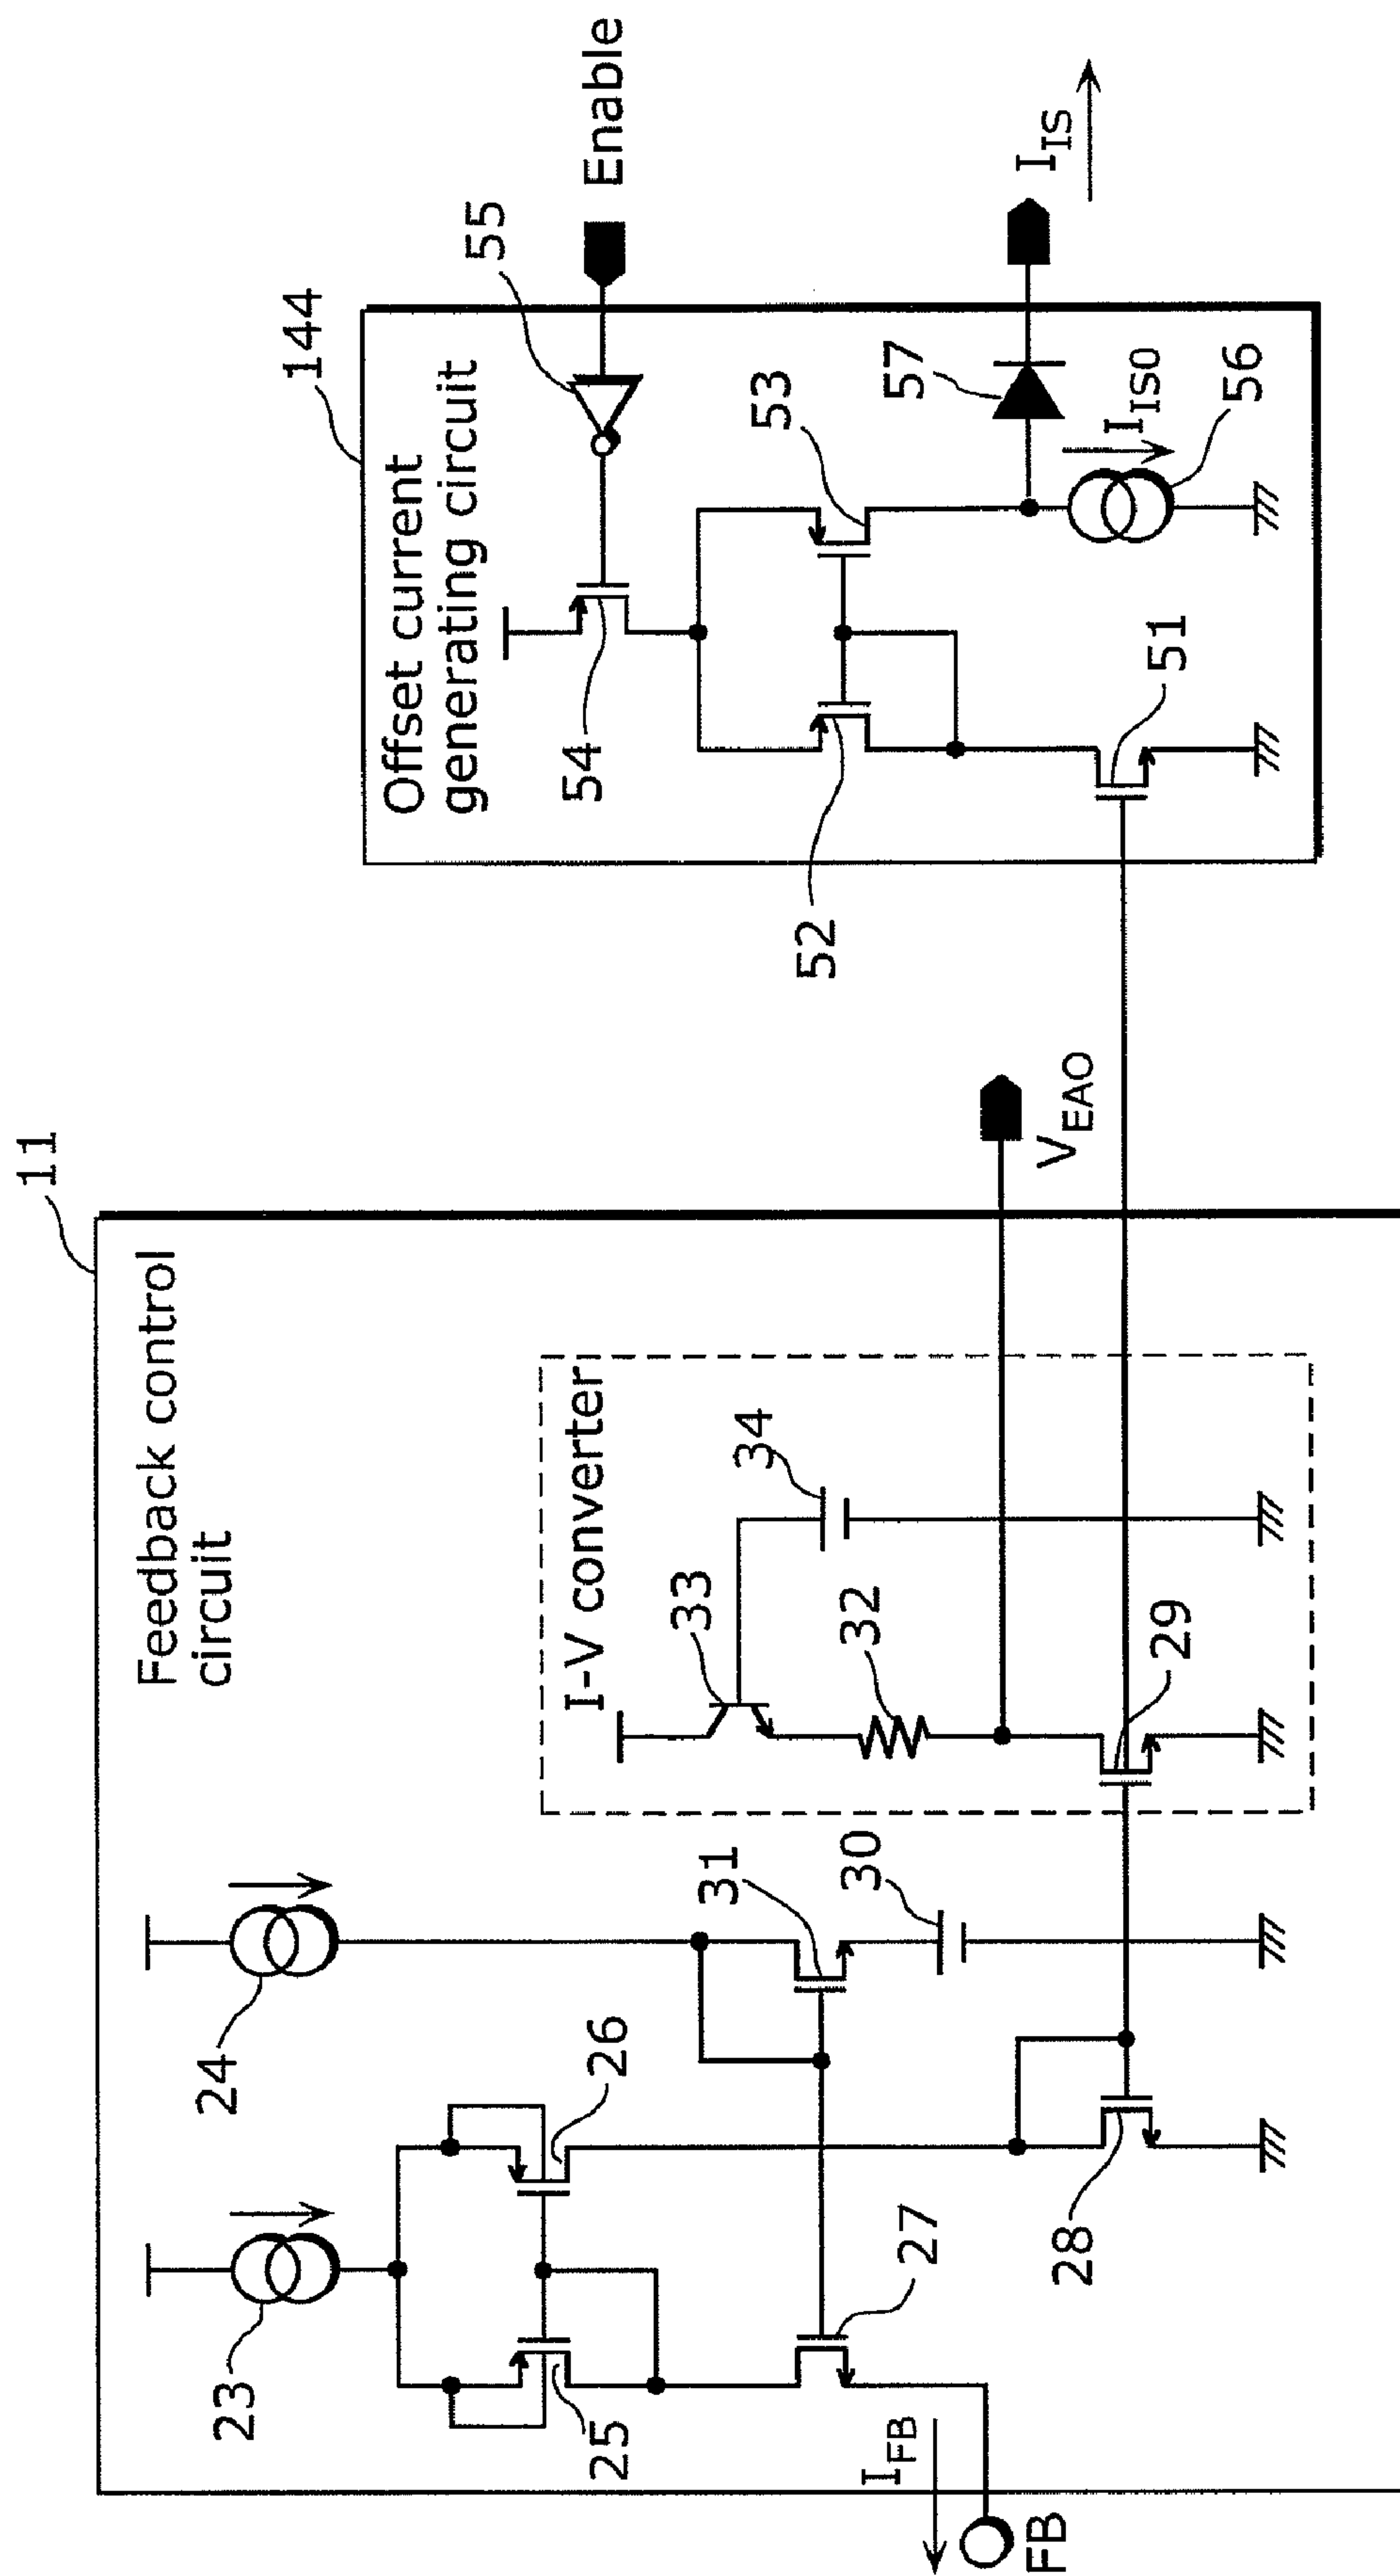 11
Feedback control
circuit
23
24
25
26
27
28
31
30
I-V converter
33
34
32
29
I_FB
FB
V_EAO
144
Offset current
generating circuit
54
55
Enable
52
53
51
57
I_IS0
56
I_IS